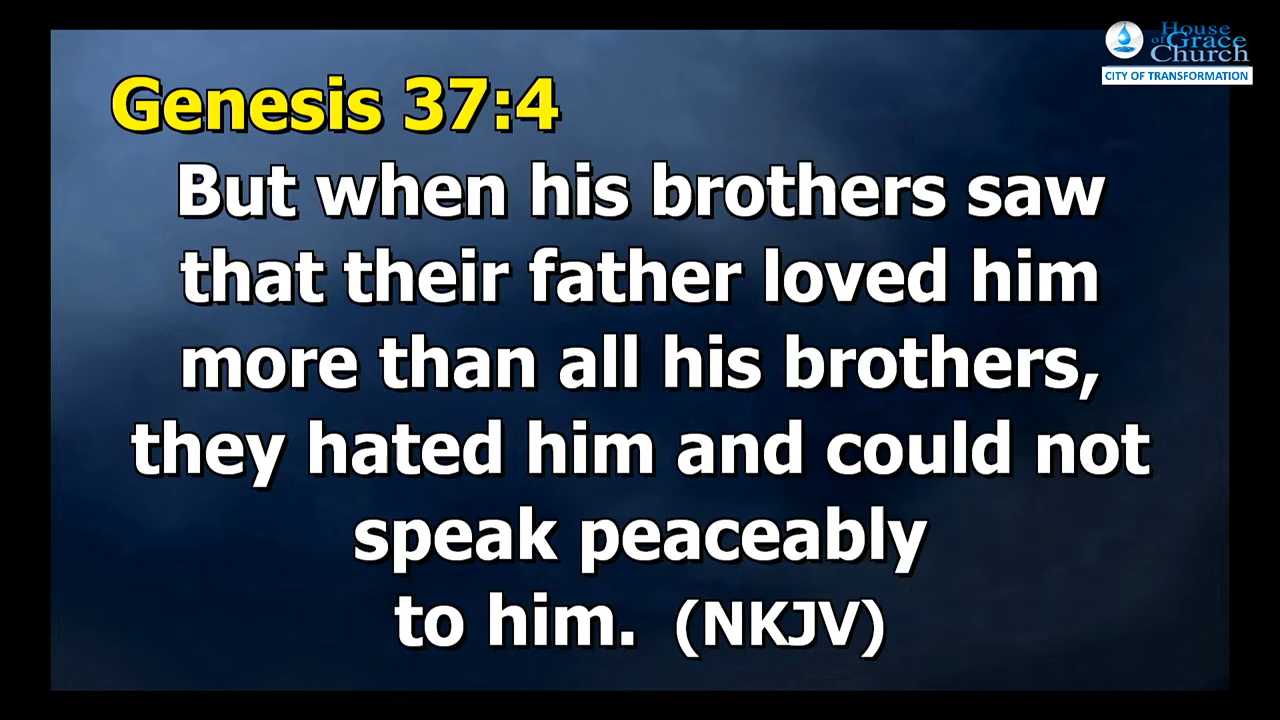 House
of Grace
Church
CITY OF TRANSFORMATION
Genesis 37:4
But when his brothers saw
that their father loved him
more than all his brothers,
they hated him and could not
speak peaceably
to him. (NKJV)